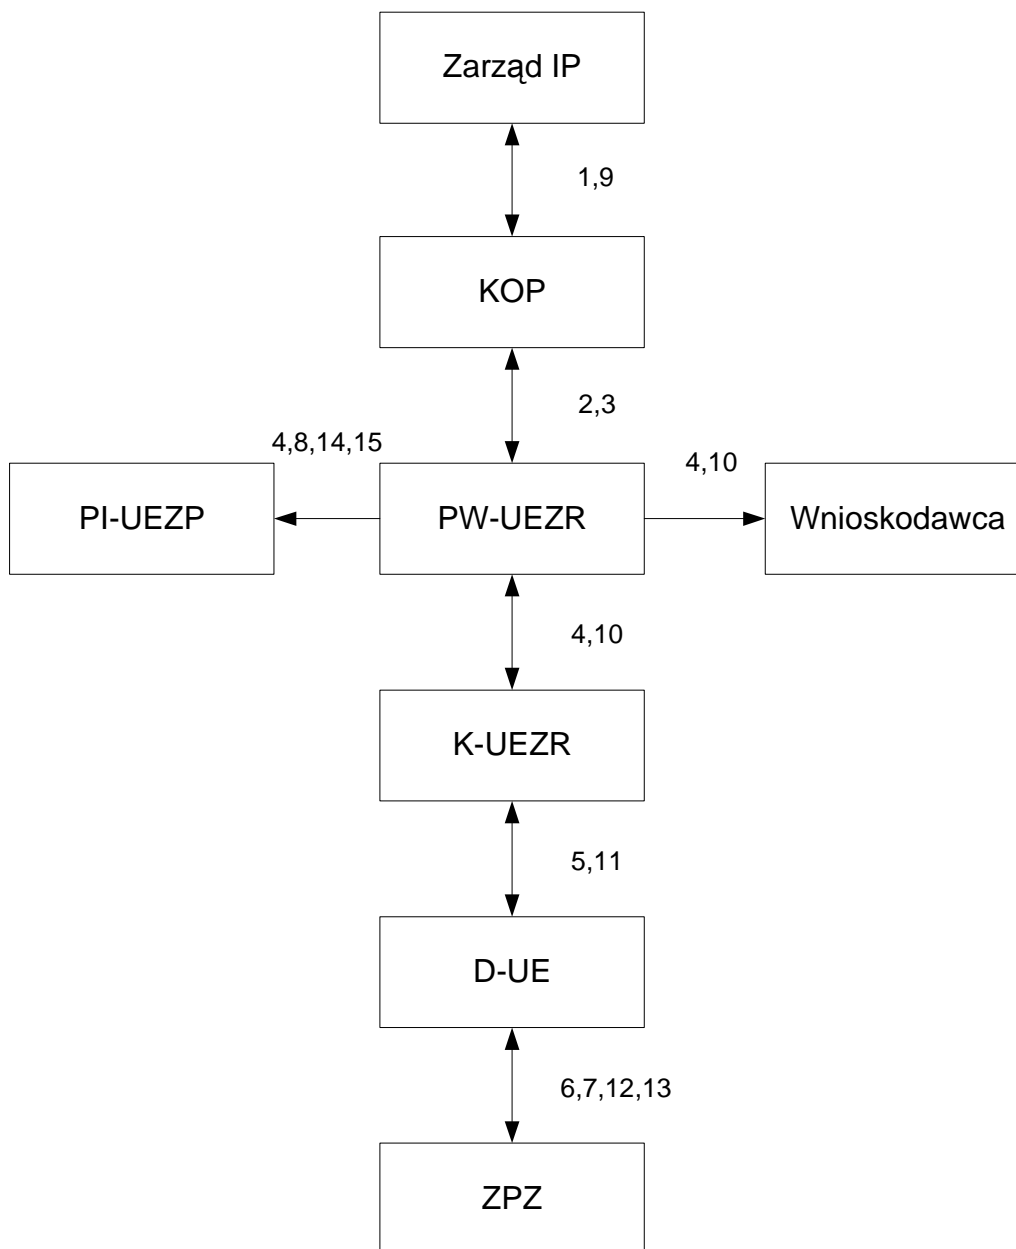 Zarząd IP
1,9
KOP
2,3
4,8,14,15
4,10
PI-UEZP
PW-UEZR
Wnioskodawca
4,10
K-UEZR
5,11
D-UE
6,7,12,13
ZPZ